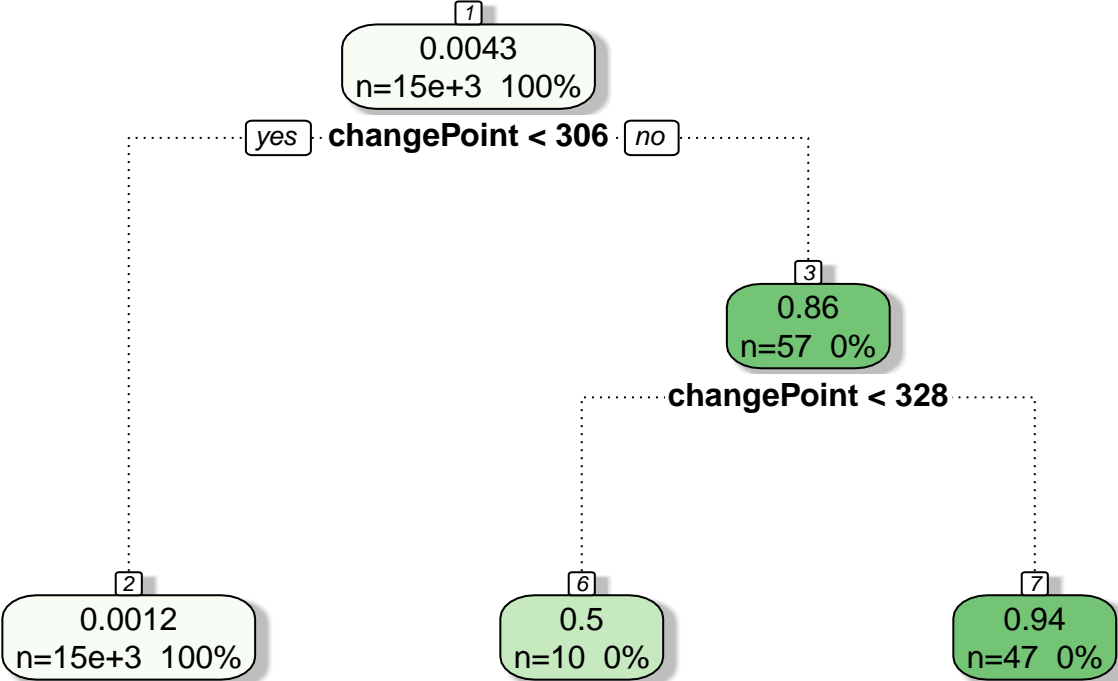 1
0.0043
n=15e+3 100%
yes changePoint < 306 no
3
0.86
n=57 0%
changePoint < 328
2
0.0012
n=15e+3 100%
6
0.5
n=10 0%
7
0.94
n=47 0%